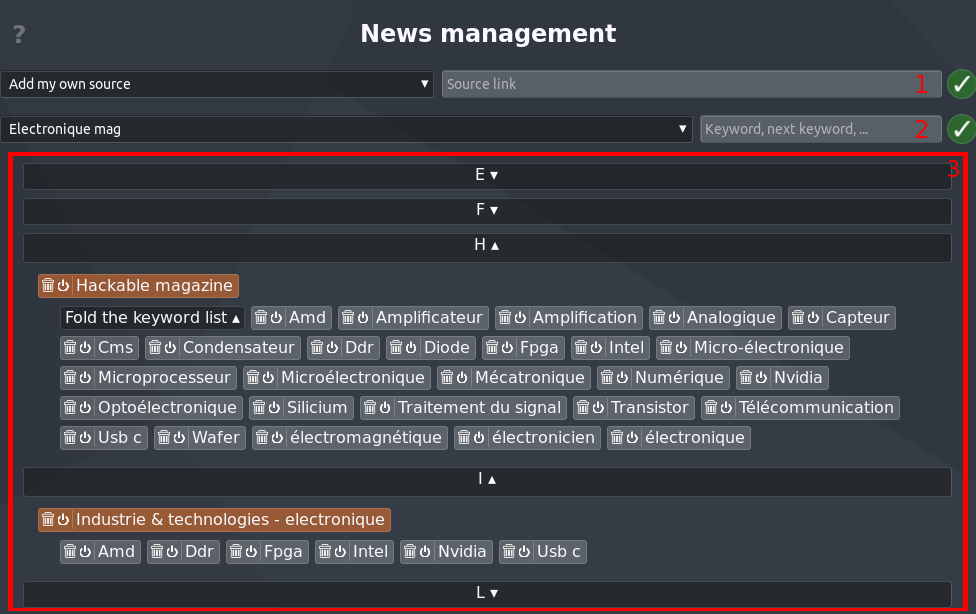 ? News management
Add my own source ▾ Source link 1
Electronique mag ▾ Keyword, next keyword, ... 2
3
E ▾
F ▾
H ▴
Hackable magazine
Fold the keyword list ▴ Amd Amplificateur Amplification Analogique Capteur
Cms Condensateur Ddr Diode Fpga Intel Micro-électronique
Microprocesseur Microélectronique Mécatronique Numérique Nvidia
Optoélectronique Silicium Traitement du signal Transistor Télécommunication
Usb c Wafer électromagnétique électronicien électronique
I ▴
Industrie & technologies - electronique
Amd Ddr Fpga Intel Nvidia Usb c
L ▾